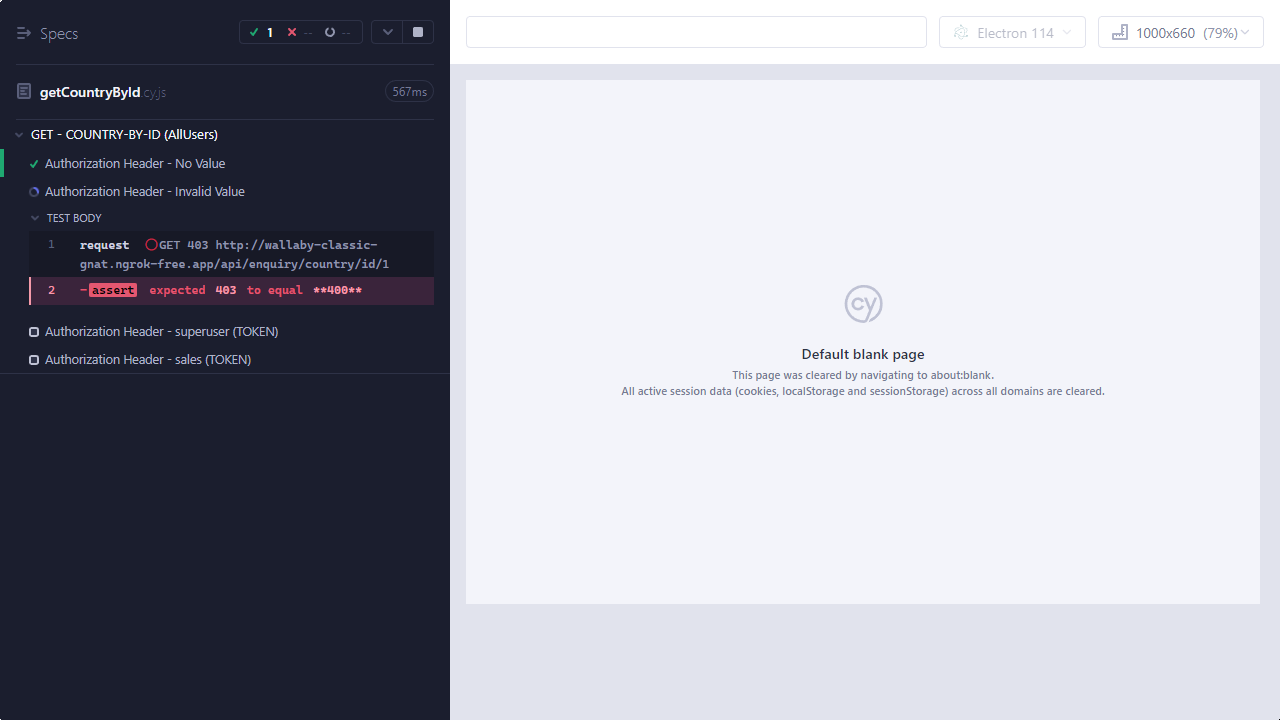 Specs
1
--
--
Electron 114
1000x660 (79%)
getCountryById.cy.js
567ms
GET - COUNTRY-BY-ID (AllUsers)
Authorization Header - No Value
Authorization Header - Invalid Value
TEST BODY
1 request GET 403 http://wallaby-classic-
gnat.ngrok-free.app/api/enquiry/country/id/1
2 -assert expected 403 to equal **400**
Authorization Header - superuser (TOKEN)
Authorization Header - sales (TOKEN)
cy
Default blank page
This page was cleared by navigating to about:blank.
All active session data (cookies, localStorage and sessionStorage) across all domains are cleared.